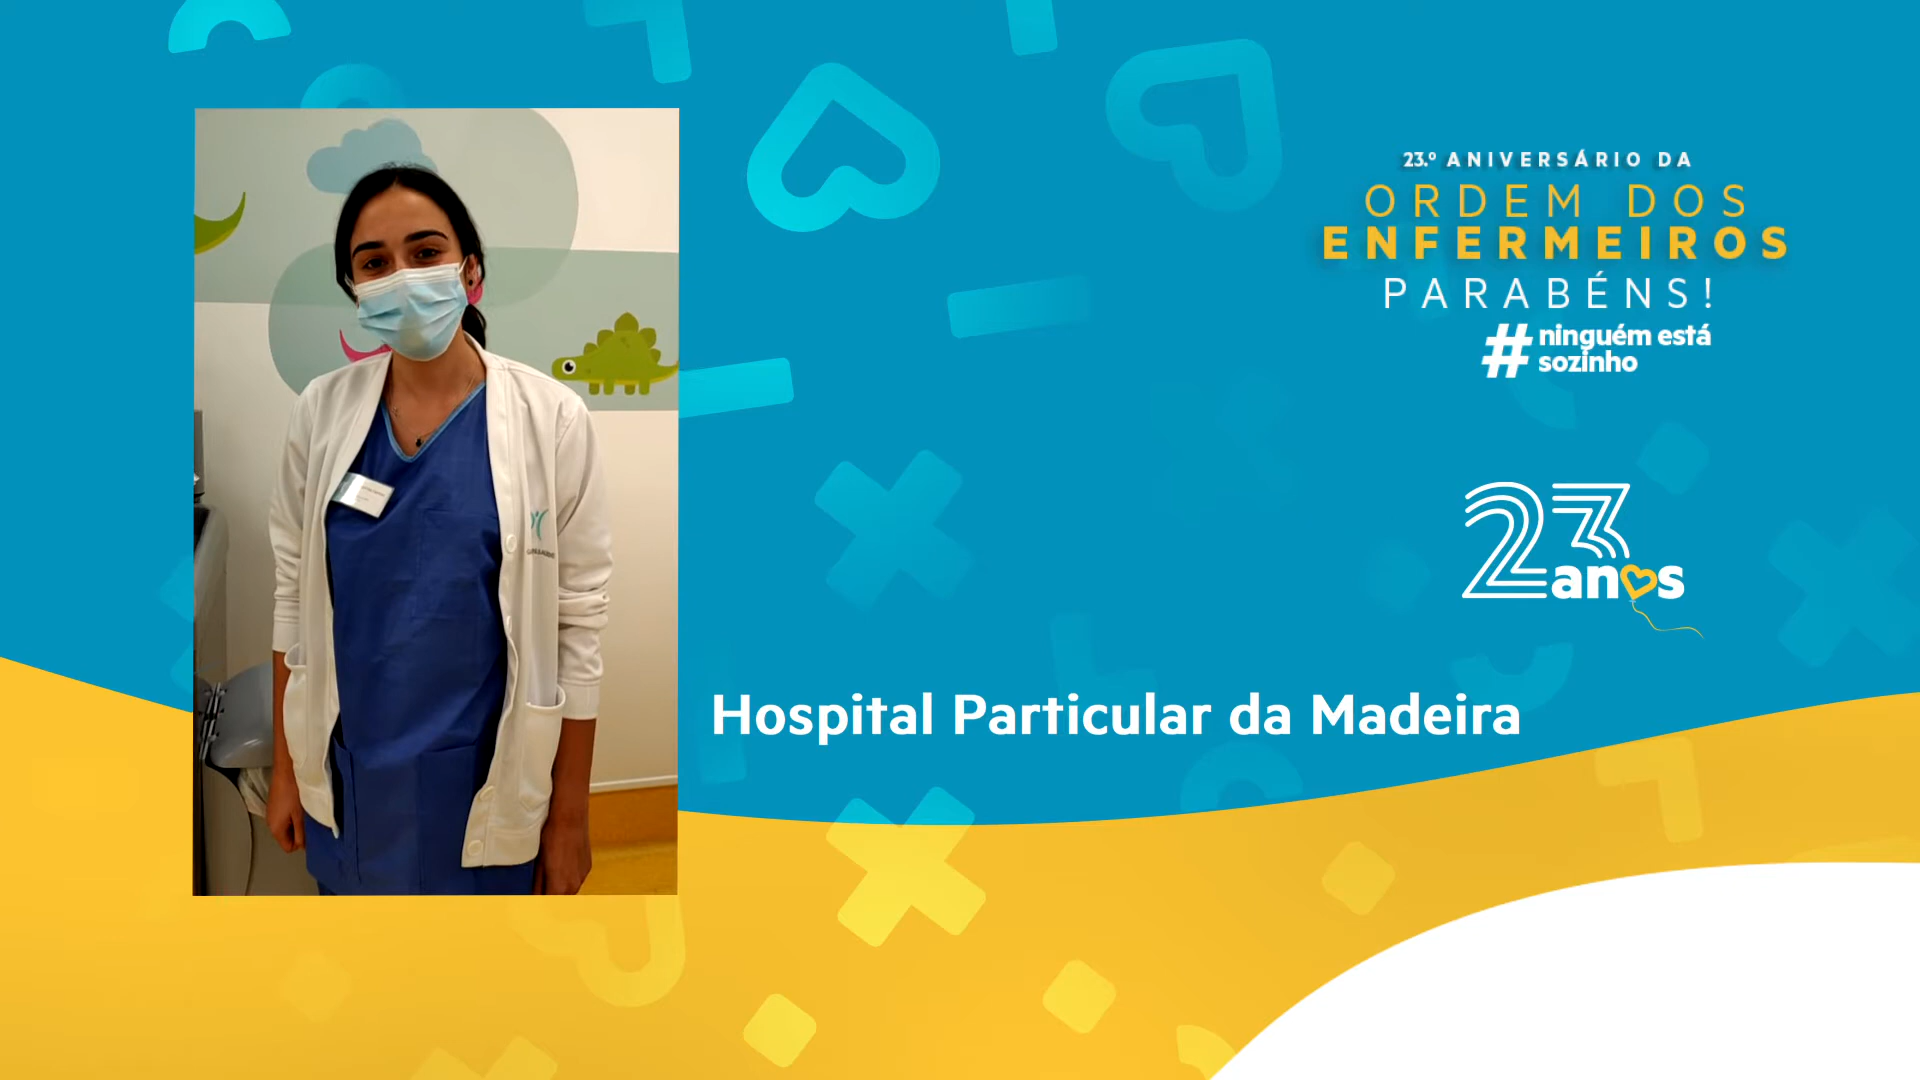 23.º ANIVERSÁRIO DA
ORDEM DOS
ENFERMEIROS
PARABÉNS!
# ninguém está
sozinho
23
anos
Hospital Particular da Madeira